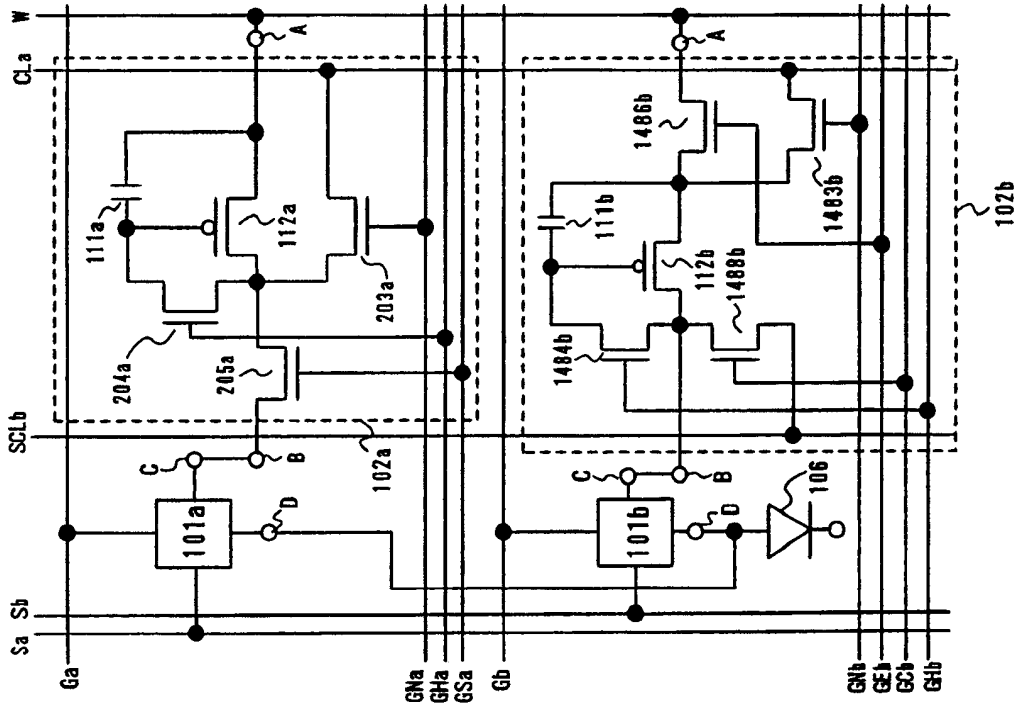 W
CLa
SCLb
Sb
Sa
A
111a
112a
203a
204a
205a
102a
B
C
101a
D
Ga
GNa
GHa
GSa
A
1486b
1483b
111b
112b
1488b
1484b
102b
B
C
101b
D
106
Gb
GNb
GEb
GCb
GHb